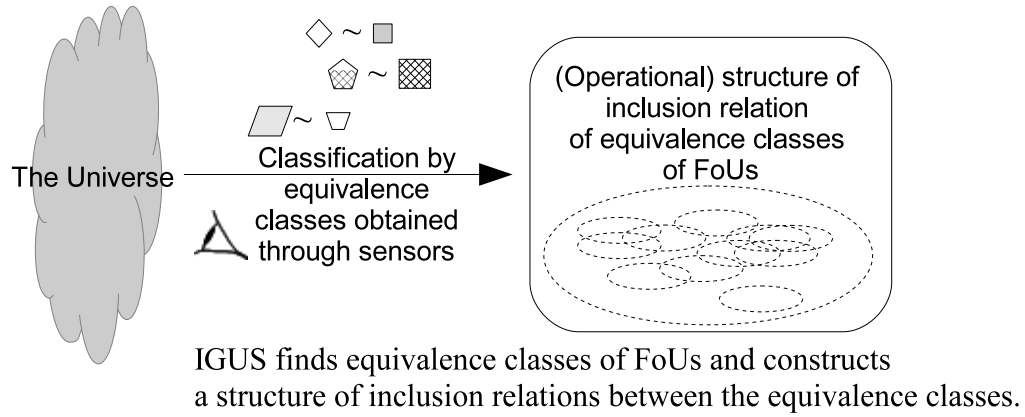 ~
~
~
The Universe
Classification by
equivalence
classes obtained
through sensors
(Operational) structure of
inclusion relation
of equivalence classes
of FoUs
IGUS finds equivalence classes of FoUs and constructs
a structure of inclusion relations between the equivalence classes.